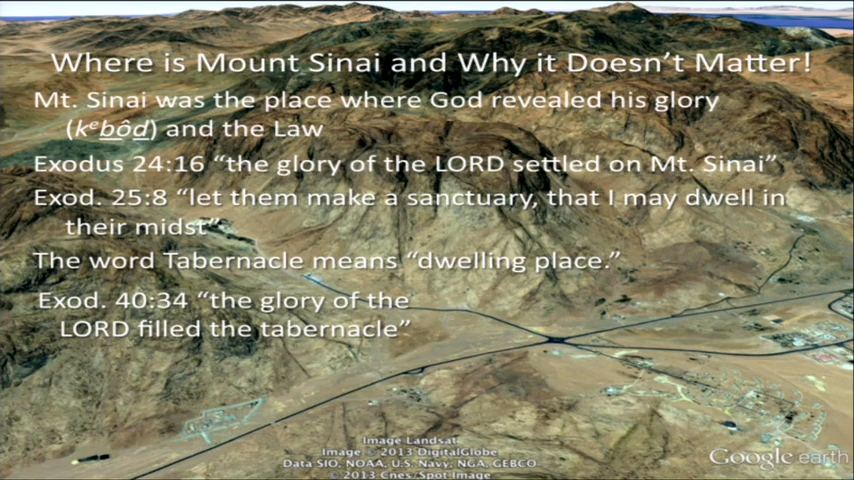 Where is Mount Sinai and Why it Doesn't Matter!
Mt. Sinai was the place where God revealed his glory
(kᵉḇôḏ) and the Law
Exodus 24:16 “the glory of the LORD settled on Mt. Sinai”
Exod. 25:8 “let them make a sanctuary, that I may dwell in
their midst”
The word Tabernacle means “dwelling place.”
Exod. 40:34 “the glory of the
LORD filled the tabernacle”
Image Landsat
Image © 2013 DigitalGlobe
Data SIO, NOAA, U.S. Navy, NGA, GEBCO
© 2013 Cnes/Spot Image
Google earth